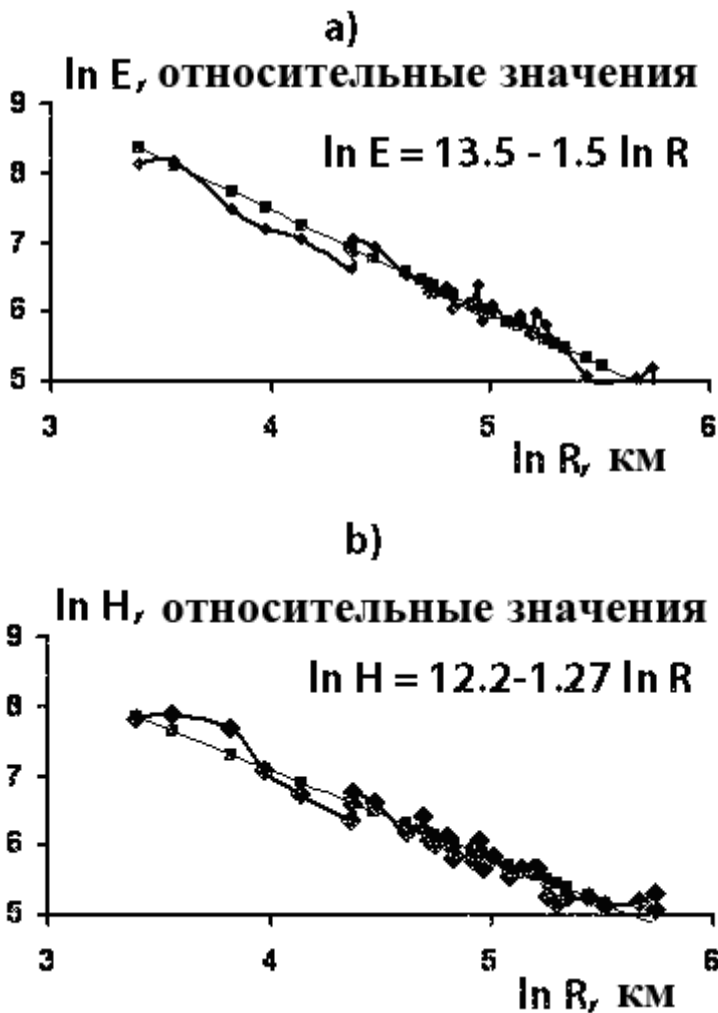 a)
ln E, относительные значения
ln E = 13.5 - 1.5 ln R
9
8
7
6
5
3 4 5 6
ln R, км
b)
ln H, относительные значения
ln H = 12.2-1.27 ln R
9
8
7
6
5
3 4 5 6
ln R, км